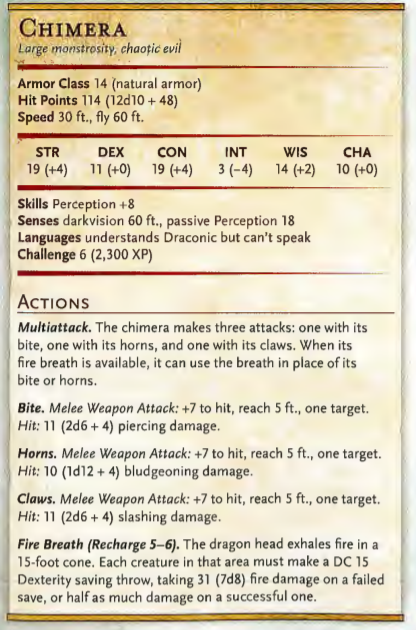 CHIMERA
Large monstrosity, chaotic evil
Armor Class 14 (natural armor)
Hit Points 114 (12d10 + 48)
Speed 30 ft., fly 60 ft.
STR DEX CON INT WIS CHA
19 (+4) 11 (+0) 19 (+4) 3 (−4) 14 (+2) 10 (+0)
Skills Perception +8
Senses darkvision 60 ft., passive Perception 18
Languages understands Draconic but can't speak
Challenge 6 (2,300 XP)
ACTIONS
Multiattack. The chimera makes three attacks: one with its
bite, one with its horns, and one with its claws. When its
fire breath is available, it can use the breath in place of its
bite or horns.
Bite. Melee Weapon Attack: +7 to hit, reach 5 ft., one target.
Hit: 11 (2d6 + 4) piercing damage.
Horns. Melee Weapon Attack: +7 to hit, reach 5 ft., one target.
Hit: 10 (1d12 + 4) bludgeoning damage.
Claws. Melee Weapon Attack: +7 to hit, reach 5 ft., one target.
Hit: 11 (2d6 + 4) slashing damage.
Fire Breath (Recharge 5–6). The dragon head exhales fire in a
15-foot cone. Each creature in that area must make a DC 15
Dexterity saving throw, taking 31 (7d8) fire damage on a failed
save, or half as much damage on a successful one.